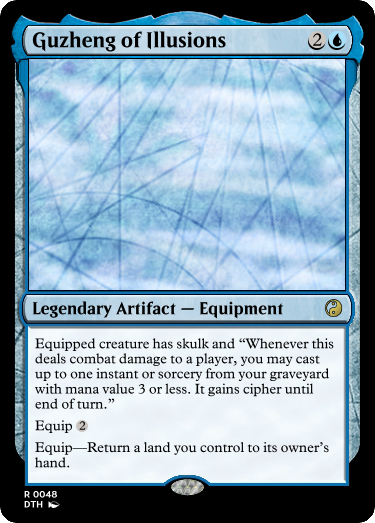 Guzheng of Illusions 2
Legendary Artifact — Equipment
Equipped creature has skulk and “Whenever this
deals combat damage to a player, you may cast
up to one instant or sorcery from your graveyard
with mana value 3 or less. It gains cipher until
end of turn.”
Equip 2
Equip—Return a land you control to its owner’s
hand.
R 0048
DTH